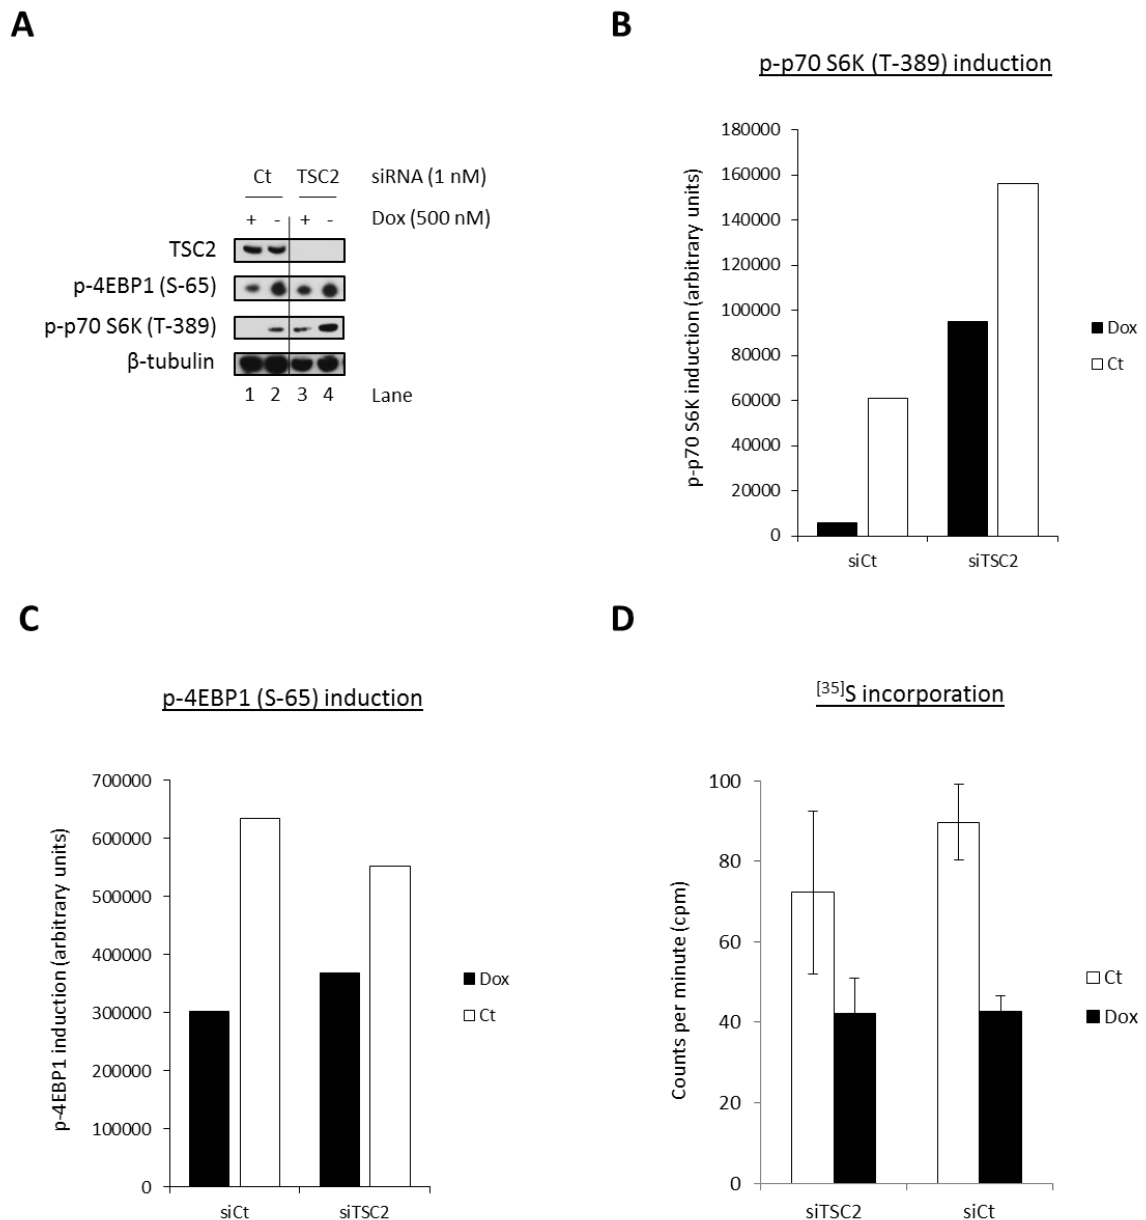 A
Ct TSC2 siRNA (1 nM)
+ - + - Dox (500 nM)
TSC2
p-4EBP1 (S-65)
p-p70 S6K (T-389)
β-tubulin
1 2 3 4 Lane
B
p-p70 S6K (T-389) induction
p-p70 S6K induction (arbitrary units)
180000
160000
140000
120000
100000
80000
60000
40000
20000
0
siCt siTSC2
Dox
Ct
C
p-4EBP1 (S-65) induction
p-4EBP1 induction (arbitrary units)
700000
600000
500000
400000
300000
200000
100000
0
siCt siTSC2
Dox
Ct
D
[35]S incorporation
Counts per minute (cpm)
100
80
60
40
20
0
siTSC2 siCt
Ct
Dox